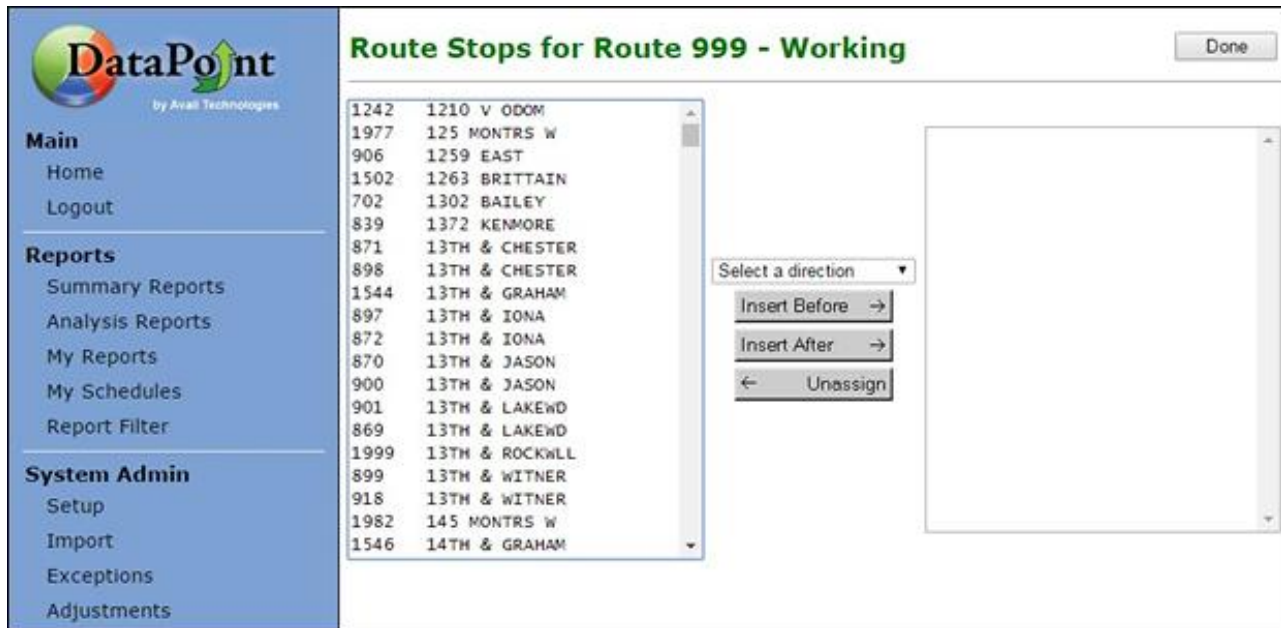 DataPoint
by Avail Technologies
Main
Home
Logout
Reports
Summary Reports
Analysis Reports
My Reports
My Schedules
Report Filter
System Admin
Setup
Import
Exceptions
Adjustments
Route Stops for Route 999 - Working
Done
1242 1210 V ODOM
1977 125 MONTRS W
906 1259 EAST
1502 1263 BRITTAIN
702 1302 BAILEY
839 1372 KENMORE
871 13TH & CHESTER
898 13TH & CHESTER
1544 13TH & GRAHAM
897 13TH & IONA
872 13TH & IONA
870 13TH & JASON
900 13TH & JASON
901 13TH & LAKEWD
869 13TH & LAKEWD
1999 13TH & ROCKWLL
899 13TH & WITNER
918 13TH & WITNER
1982 145 MONTRS W
1546 14TH & GRAHAM
Select a direction
Insert Before →
Insert After →
← Unassign